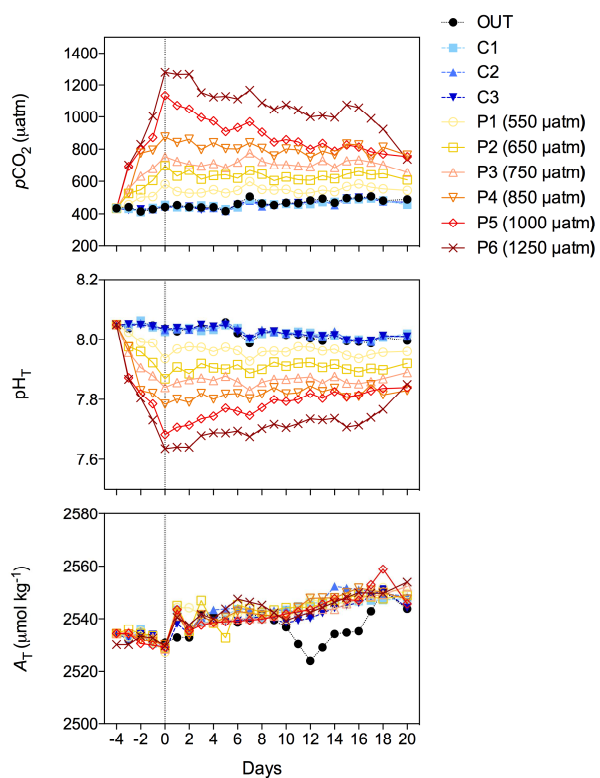 OUT
C1
C2
C3
P1 (550 µatm)
P2 (650 µatm)
P3 (750 µatm)
P4 (850 µatm)
P5 (1000 µatm)
P6 (1250 µatm)
pCO2 (µatm)
1400
1200
1000
800
600
400
200
pHT
8.2
8.0
7.8
7.6
AT (µmol kg-1)
2580
2560
2540
2520
2500
-4 -2 0 2 4 6 8 10 12 14 16 18 20
Days